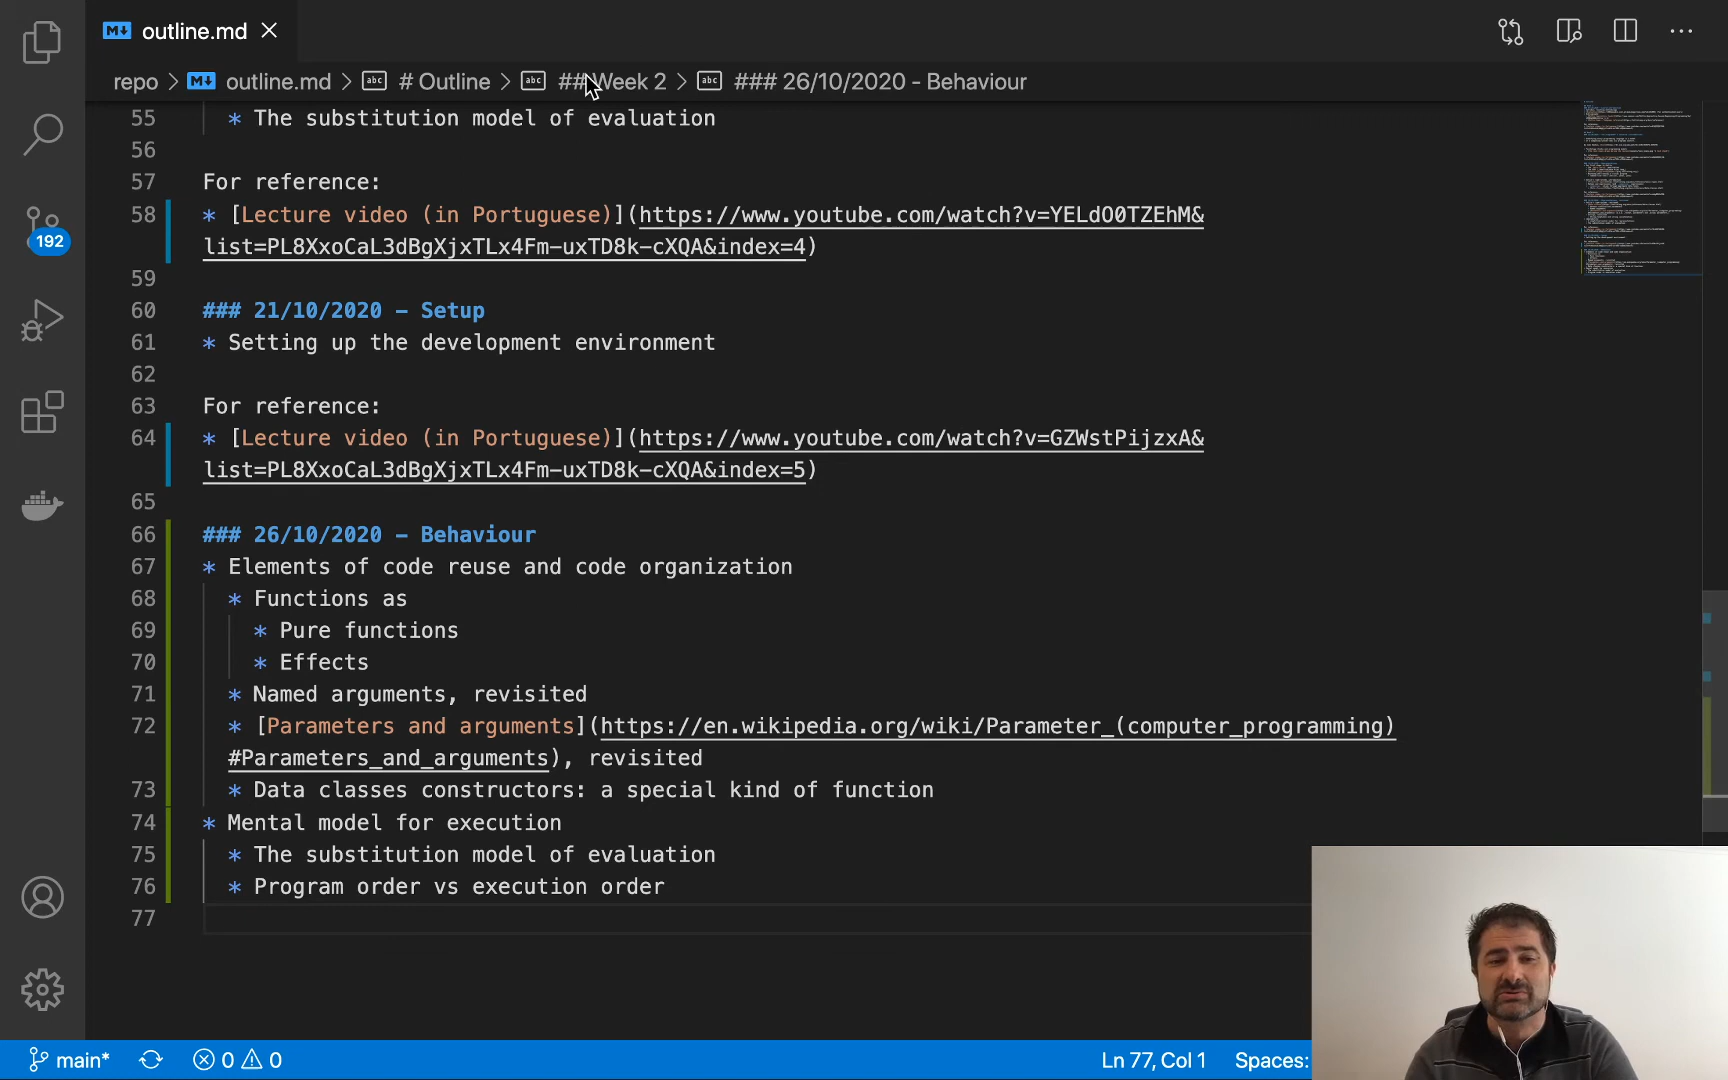 outline.md
repo > outline.md > # Outline > ## Week 2 > ### 26/10/2020 - Behaviour
55 * The substitution model of evaluation
56
57 For reference:
58 * [Lecture video (in Portuguese)](https://www.youtube.com/watch?v=YELdO0TZEhM&
list=PL8XxoCaL3dBgXjxTLx4Fm-uxTD8k-cXQA&index=4)
59
60 ### 21/10/2020 - Setup
61 * Setting up the development environment
62
63 For reference:
64 * [Lecture video (in Portuguese)](https://www.youtube.com/watch?v=GZWstPijzxA&
list=PL8XxoCaL3dBgXjxTLx4Fm-uxTD8k-cXQA&index=5)
65
66 ### 26/10/2020 - Behaviour
67 * Elements of code reuse and code organization
68 * Functions as
69 * Pure functions
70 * Effects
71 * Named arguments, revisited
72 * [Parameters and arguments](https://en.wikipedia.org/wiki/Parameter_(computer_programming)
#Parameters_and_arguments), revisited
73 * Data classes constructors: a special kind of function
74 * Mental model for execution
75 * The substitution model of evaluation
76 * Program order vs execution order
77
192
main* 0 0 Ln 77, Col 1 Spaces: